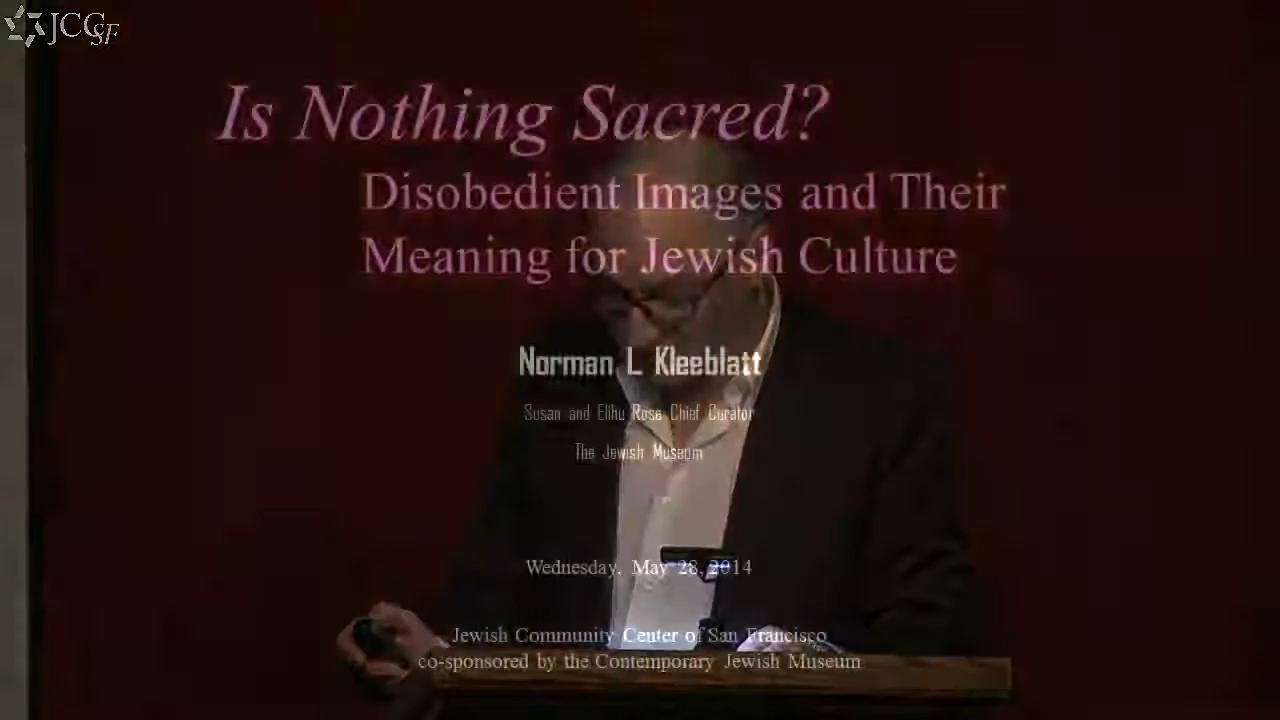 JCCSF
Is Nothing Sacred?
Disobedient Images and Their
Meaning for Jewish Culture
Norman L Kleeblatt
Susan and Elihu Rose Chief Curator
The Jewish Museum
Wednesday, May 28, 2014
Jewish Community Center of San Francisco
co-sponsored by the Contemporary Jewish Museum